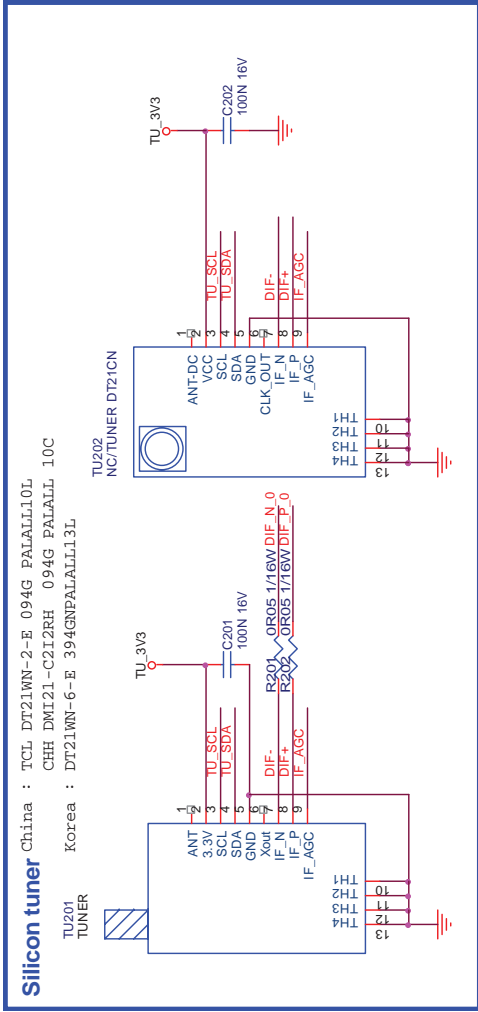 Silicon tuner China : TCL DT21WN-2-E 094G PALALL10L
CHH DMI21-C2I2RH 094G PALALL 10C
Korea : DT21WN-6-E 394GNPALALL13L
TU201
TUNER
ANT 1
3.3V 2
SCL 3
SDA 4
GND 5
Xout 6
IF_N 7
IF_P 8
IF_AGC 9
TH1 10
TH2 11
TH3 12
TH4 13
TU_SCL
TU_SDA
DIF-
DIF+
IF_AGC
TU_3V3
C201
100N 16V
R201 0R05 1/16W DIF_N_0
R202 0R05 1/16W DIF_P_0
TU202
NC/TUNER DT21CN
ANT-DC 1
VCC 2
SCL 3
SDA 4
GND 5
CLK_OUT 6
IF_N 7
IF_P 8
IF_AGC 9
TH1 10
TH2 11
TH3 12
TH4 13
TU_SCL
TU_SDA
DIF-
DIF+
IF_AGC
TU_3V3
C202
100N 16V